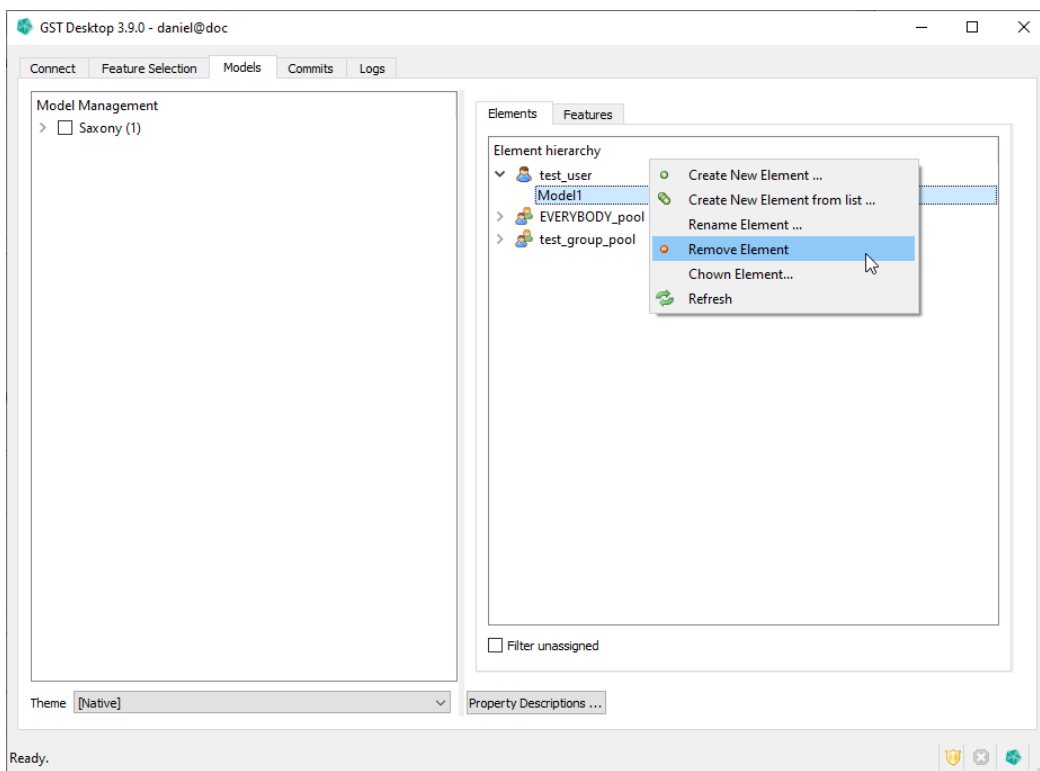 GST Desktop 3.9.0 - daniel@doc
Connect Feature Selection Models Commits Logs
Model Management
Saxony (1)
Elements Features
Element hierarchy
test_user
Model1
EVERYBODY_pool
test_group_pool
Create New Element ...
Create New Element from list ...
Rename Element ...
Remove Element
Chown Element...
Refresh
Filter unassigned
Theme [Native]
Property Descriptions ...
Ready.